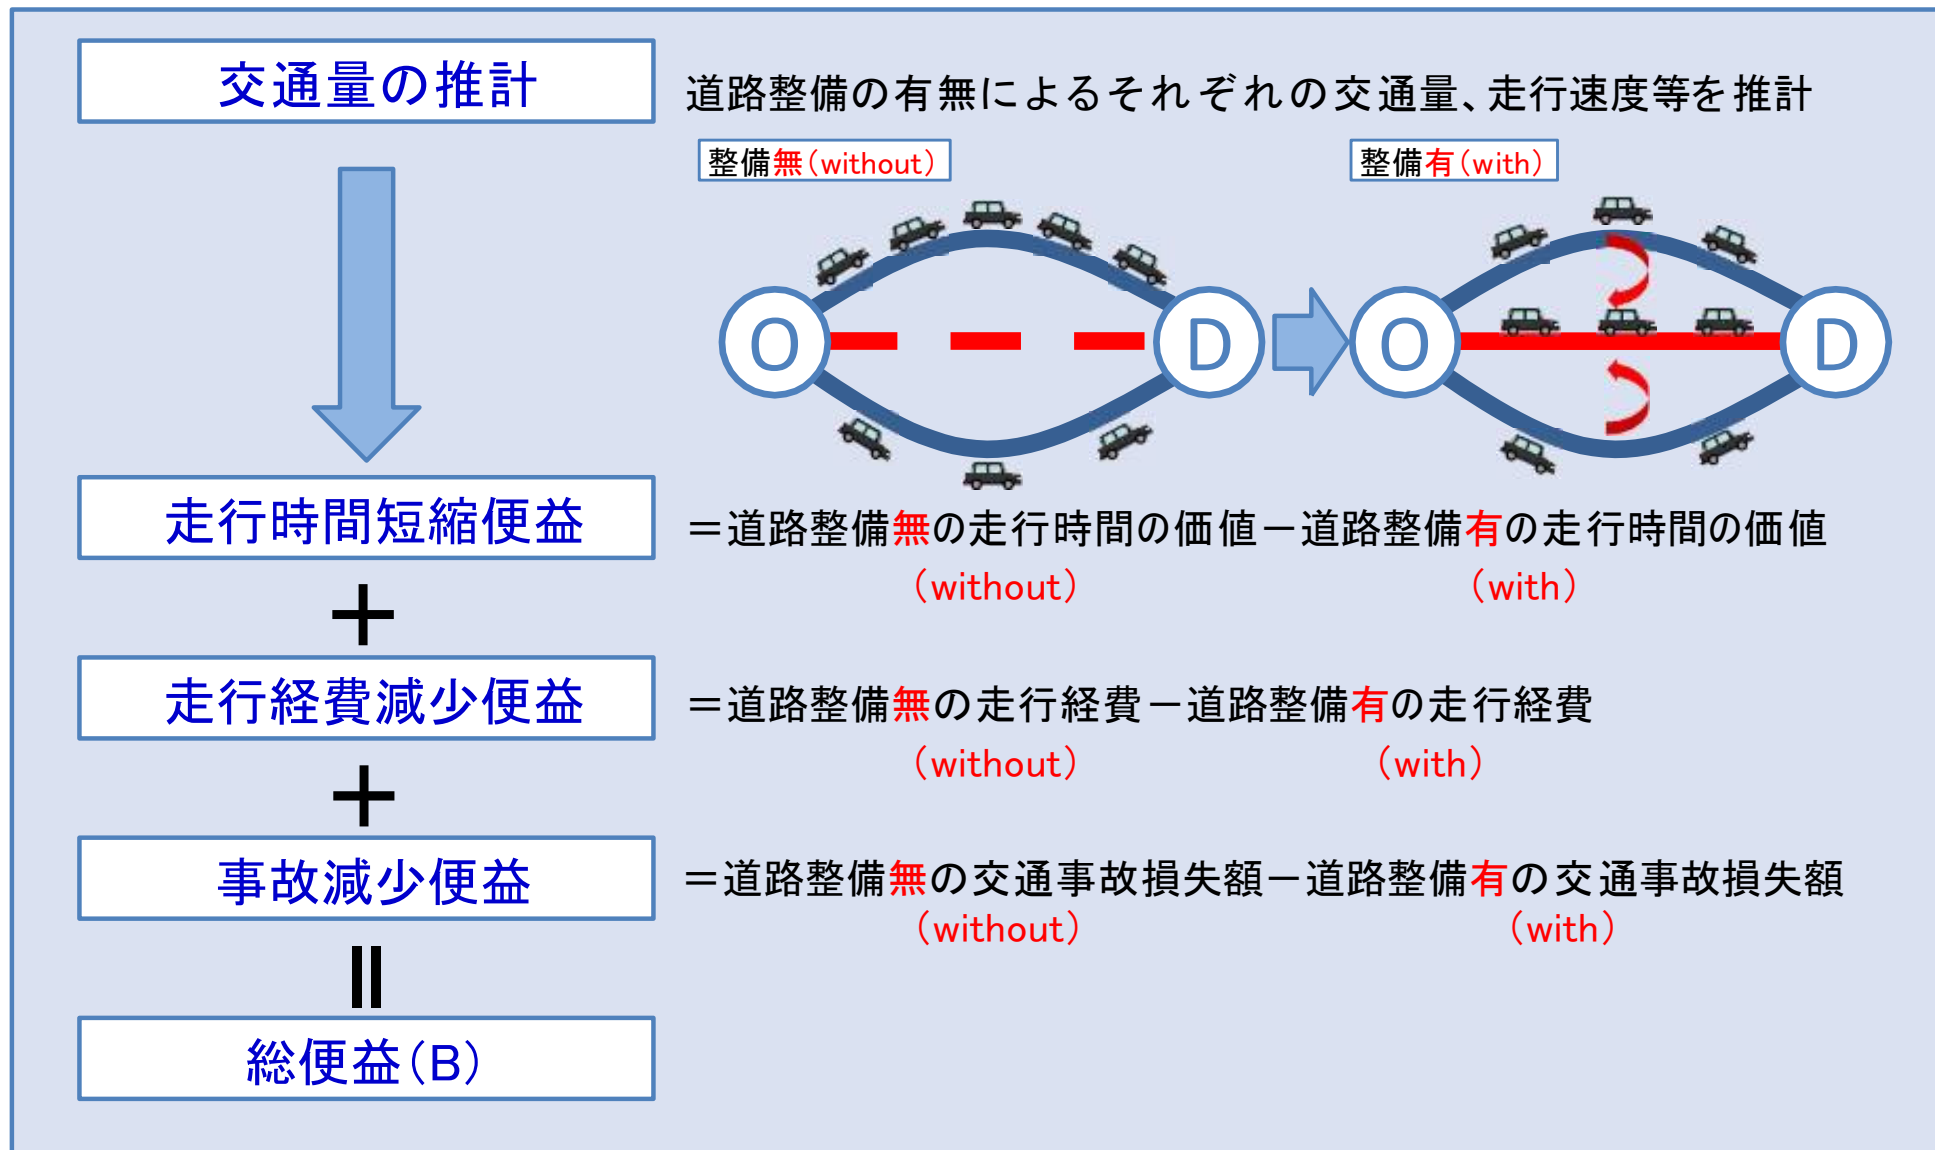 交通量の推計
道路整備の有無によるそれぞれの交通量、走行速度等を推計
整備無(without)
整備有(with)
O
D
O
D
走行時間短縮便益
=道路整備無の走行時間の価値-道路整備有の走行時間の価値
(without)
(with)
+
走行経費減少便益
=道路整備無の走行経費-道路整備有の走行経費
(without)
(with)
+
事故減少便益
=道路整備無の交通事故損失額-道路整備有の交通事故損失額
(without)
(with)
=
総便益(B)